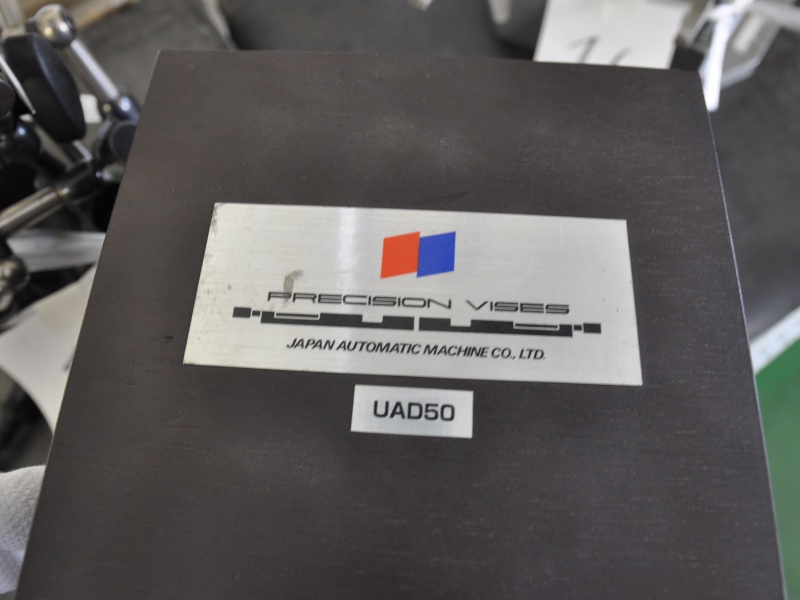 PRECISION VISES
JAPAN AUTOMATIC MACHINE CO., LTD.
UAD50